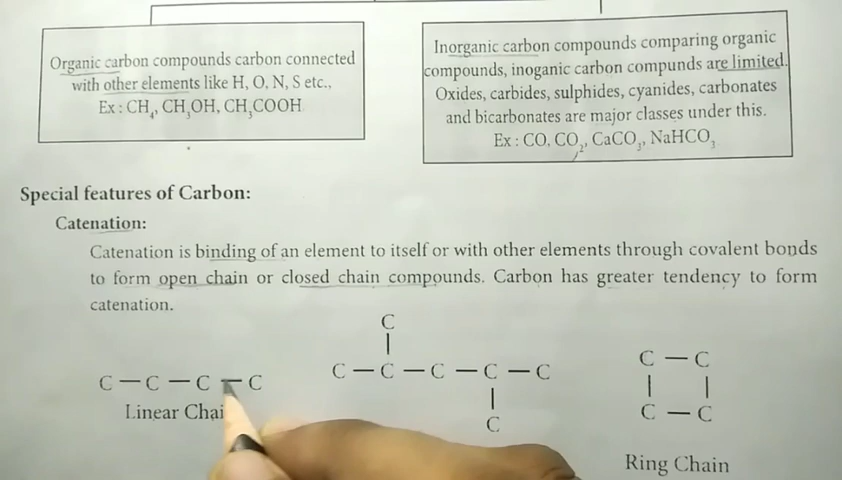 Organic carbon compounds carbon connected
with other elements like H, O, N, S etc.,
Ex : CH₄, CH₃OH, CH₃COOH
Inorganic carbon compounds comparing organic
compounds, inoganic carbon compunds are limited.
Oxides, carbides, sulphides, cyanides, carbonates
and bicarbonates are major classes under this.
Ex : CO, CO₂, CaCO₃, NaHCO₃
Special features of Carbon:
Catenation:
Catenation is binding of an element to itself or with other elements through covalent bonds
to form open chain or closed chain compounds. Carbon has greater tendency to form
catenation.
C — C — C — C
Linear Chai
C
|
C — C — C — C — C
|
C
C — C
| |
C — C
Ring Chain